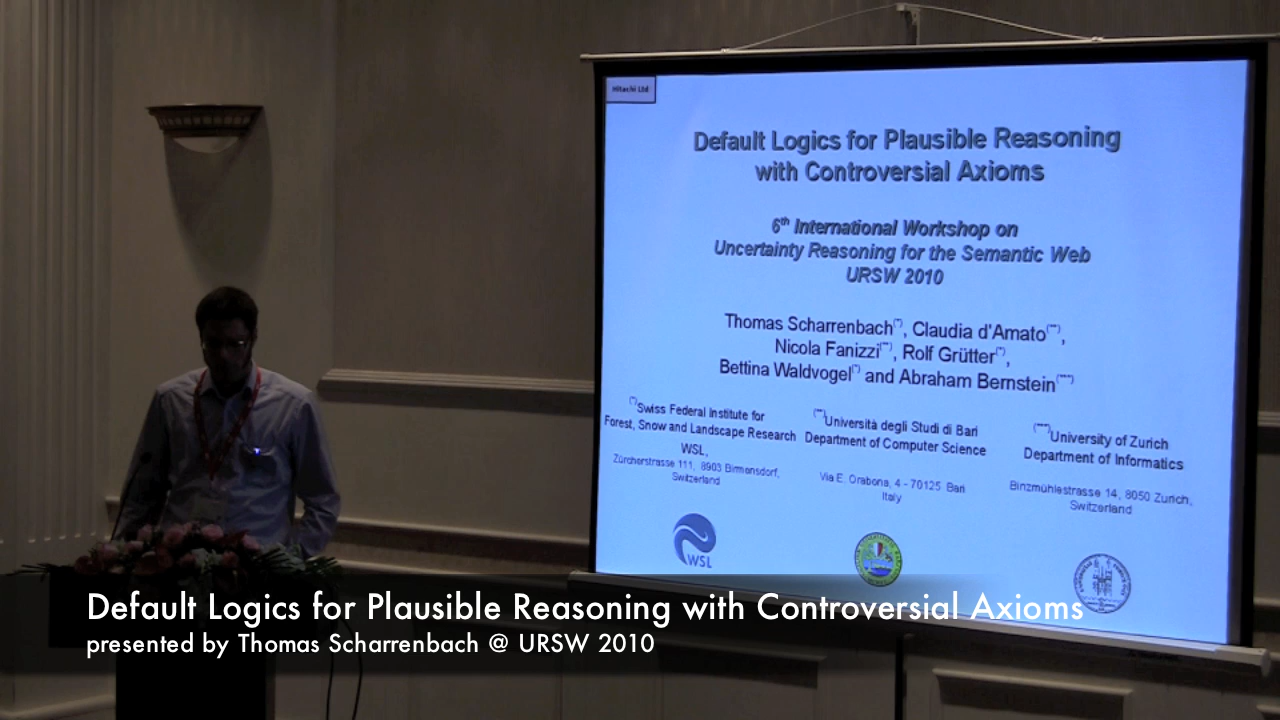 Hitachi Ltd
Default Logics for Plausible Reasoning
with Controversial Axioms
6th International Workshop on
Uncertainty Reasoning for the Semantic Web
URSW 2010
Thomas Scharrenbach(*), Claudia d'Amato(**),
Nicola Fanizzi(**), Rolf Grütter(*),
Bettina Waldvogel(*) and Abraham Bernstein(***)
(*)Swiss Federal Institute for
Forest, Snow and Landscape Research
WSL,
Zürcherstrasse 111, 8903 Birmensdorf,
Switzerland
(**)Università degli Studi di Bari
Department of Computer Science
Via E. Orabona, 4 - 70125 Bari
Italy
(***)University of Zurich
Department of Informatics
Binzmühlestrasse 14, 8050 Zurich,
Switzerland
WSL
Default Logics for Plausible Reasoning with Controversial Axioms
presented by Thomas Scharrenbach @ URSW 2010